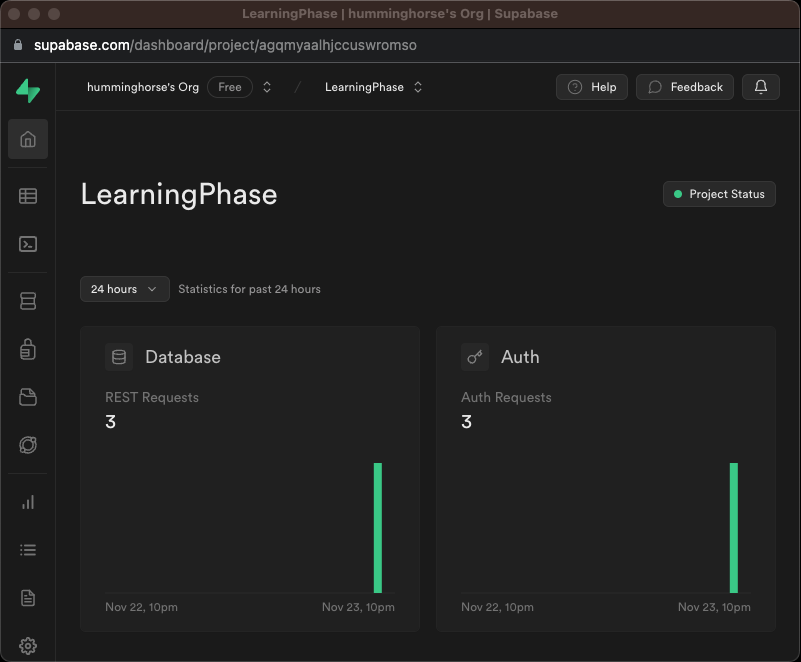 LearningPhase | humminghorse's Org | Supabase
supabase.com/dashboard/project/agqmyaalhjccuswromso
humminghorse's Org Free / LearningPhase Help Feedback
LearningPhase
Project Status
24 hours Statistics for past 24 hours
Database
REST Requests
3
Nov 22, 10pm Nov 23, 10pm
Auth
Auth Requests
3
Nov 22, 10pm Nov 23, 10pm